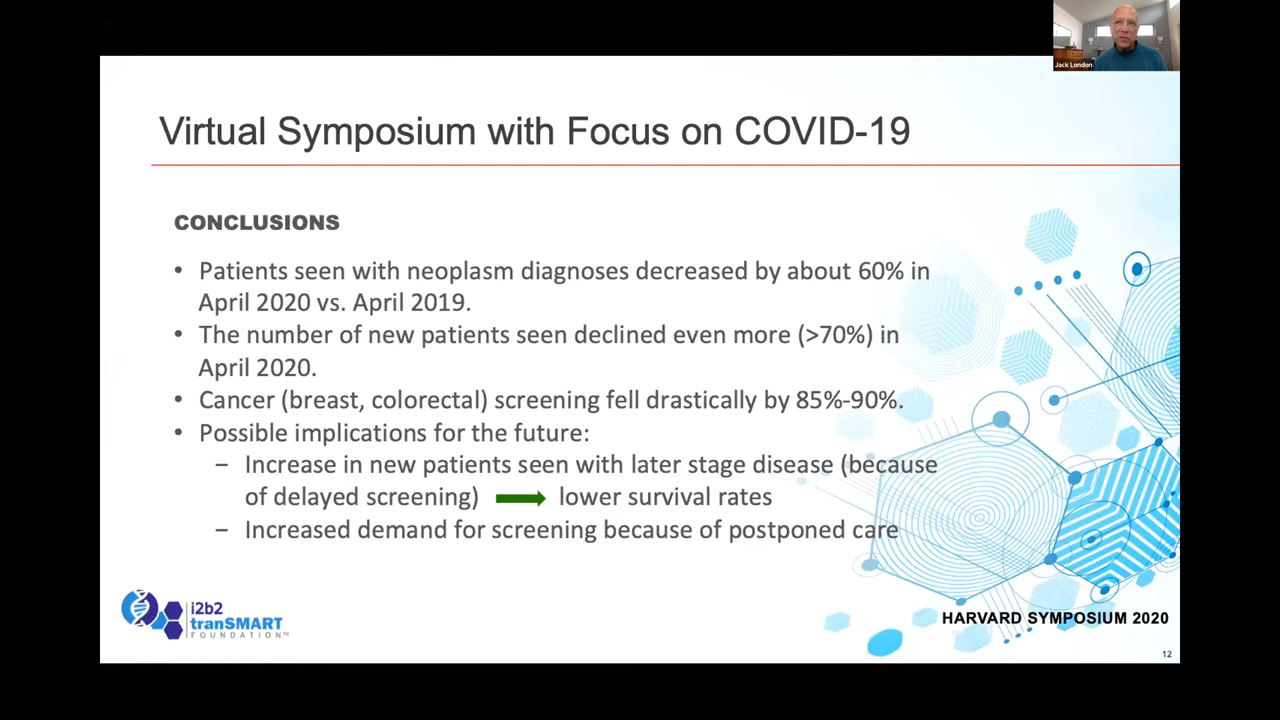 Jack London
Virtual Symposium with Focus on COVID-19
CONCLUSIONS
• Patients seen with neoplasm diagnoses decreased by about 60% in
April 2020 vs. April 2019.
• The number of new patients seen declined even more (>70%) in
April 2020.
• Cancer (breast, colorectal) screening fell drastically by 85%-90%.
• Possible implications for the future:
– Increase in new patients seen with later stage disease (because
of delayed screening) lower survival rates
– Increased demand for screening because of postponed care
i2b2
tranSMART
FOUNDATION™
HARVARD SYMPOSIUM 2020
12